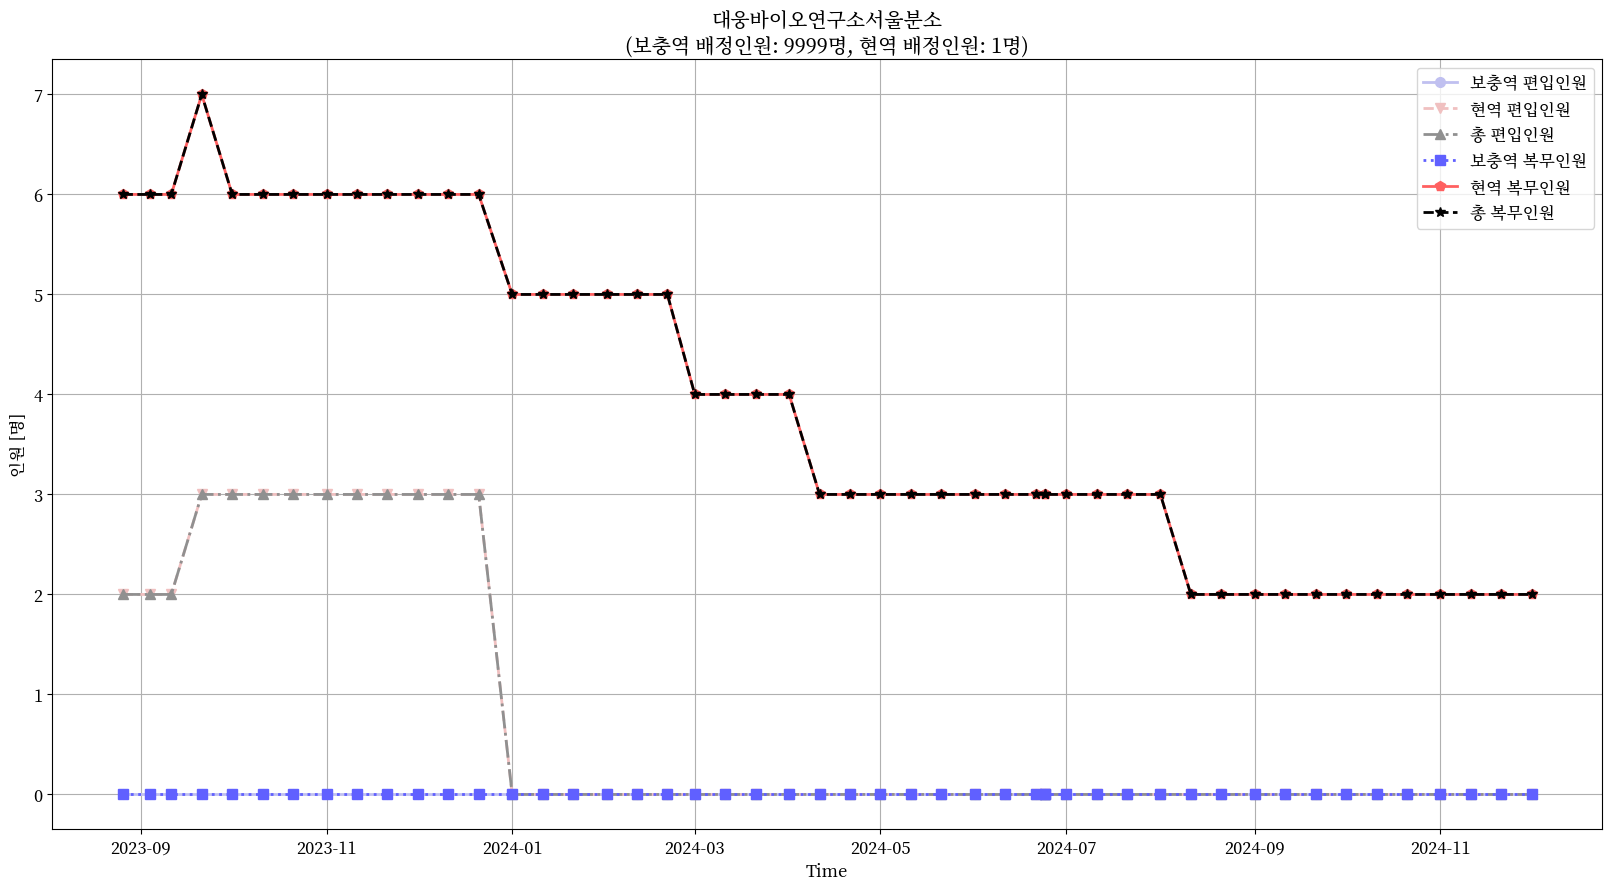 대웅바이오연구소서울분소
(보충역 배정인원: 9999명, 현역 배정인원: 1명)
보충역 편입인원
현역 편입인원
총 편입인원
보충역 복무인원
현역 복무인원
총 복무인원
인원 [명]
7
6
5
4
3
2
1
0
2023-09 2023-11 2024-01 2024-03 2024-05 2024-07 2024-09 2024-11
Time